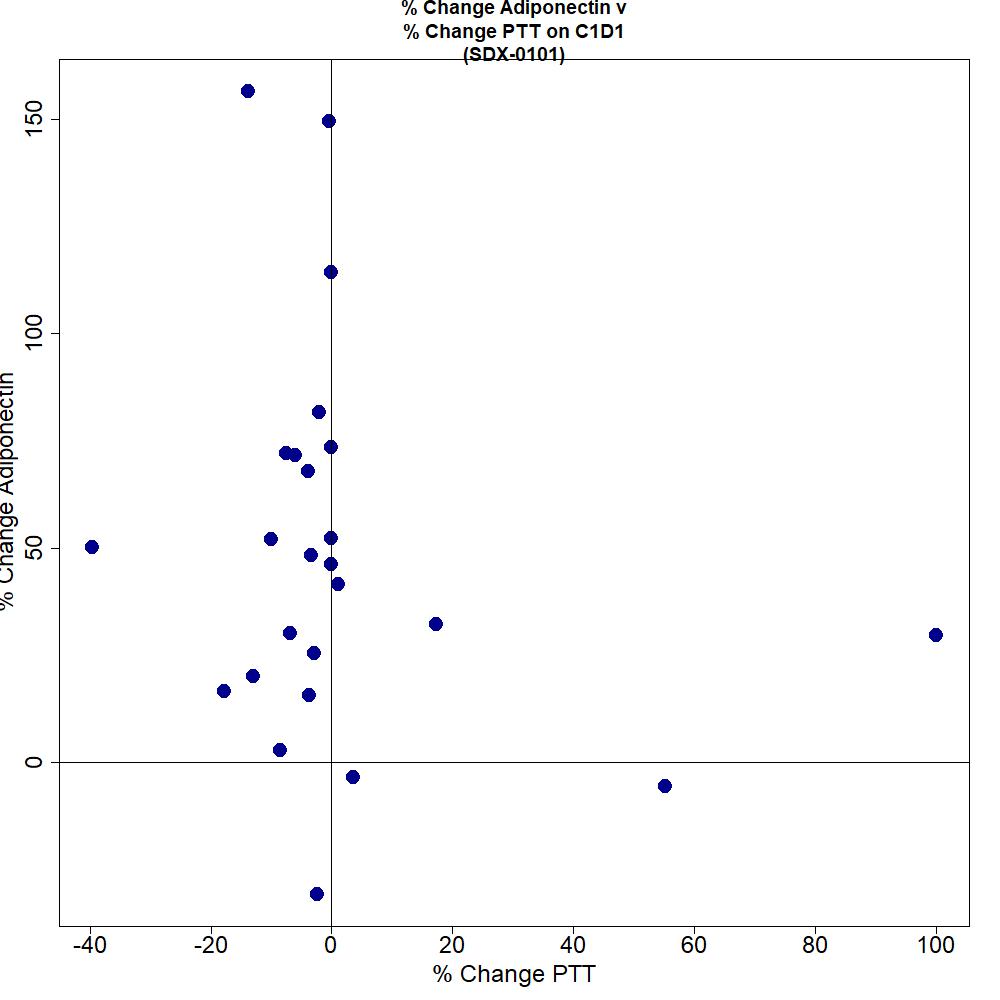 % Change Adiponectin v
% Change PTT on C1D1
(SDX-0101)
% Change Adiponectin
150
100
50
0
-40 -20 0 20 40 60 80 100
% Change PTT